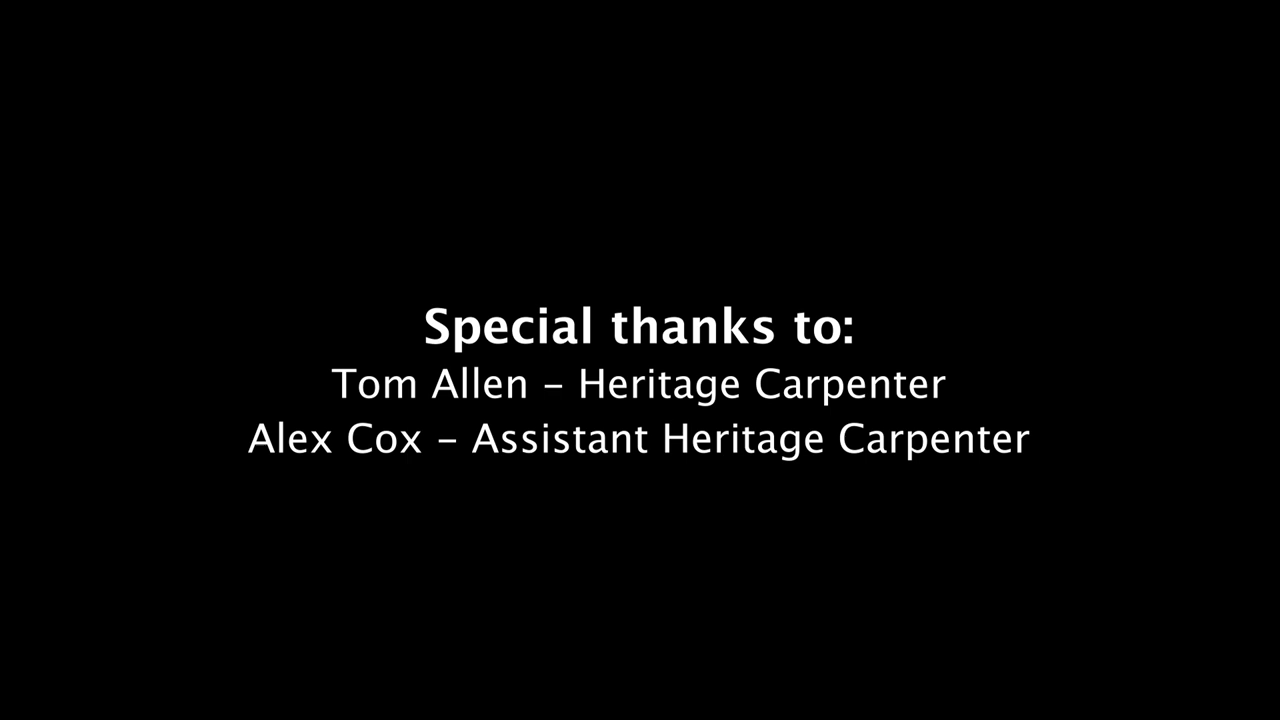 Special thanks to:
Tom Allen – Heritage Carpenter
Alex Cox – Assistant Heritage Carpenter